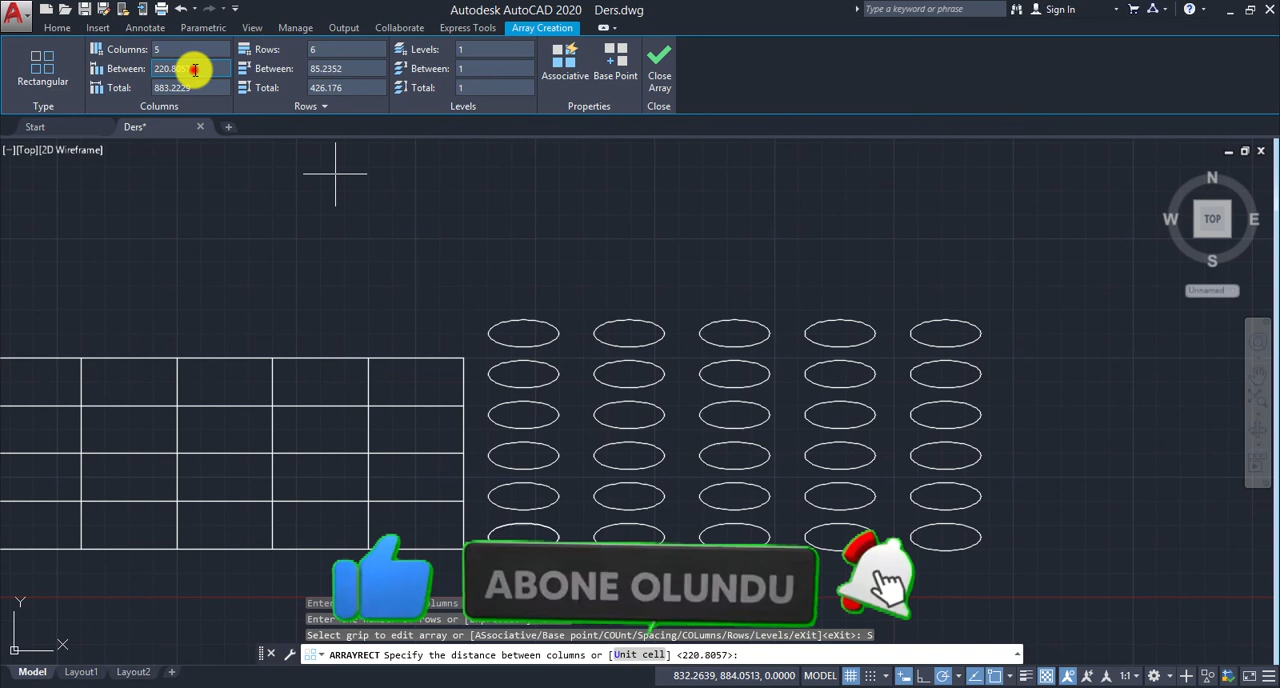 Autodesk AutoCAD 2020 Ders.dwg
Type a keyword or phrase
Sign In
Home Insert Annotate Parametric View Manage Output Collaborate Express Tools Array Creation
Rectangular
Type
Columns: 5
Between: 220.8057
Total: 883.2229
Columns
Rows: 6
Between: 85.2352
Total: 426.176
Rows
Levels: 1
Between: 1
Total: 1
Levels
Associative Base Point
Properties
Close Array
Close
Start Ders*
[−][Top][2D Wireframe]
N
W TOP E
S
Unnamed
ABONE OLUNDU
Y
X
Select grip to edit array or [ASsociative/Base point/COUnt/Spacing/COLumns/Rows/Levels/eXit]<eXit>: S
ARRAYRECT Specify the distance between columns or [Unit cell] <220.8057>:
Model Layout1 Layout2
832.2639, 884.0513, 0.0000 MODEL 1:1